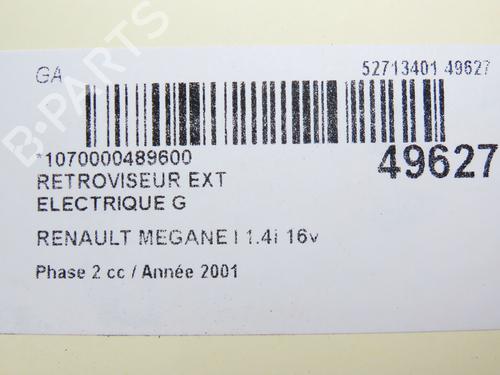 GA
52713401 49627
*1070000489600
49627
RETROVISEUR EXT
ELECTRIQUE G
RENAULT MEGANE I 1.4i 16v
Phase 2 cc / Année 2001
B-PARTS